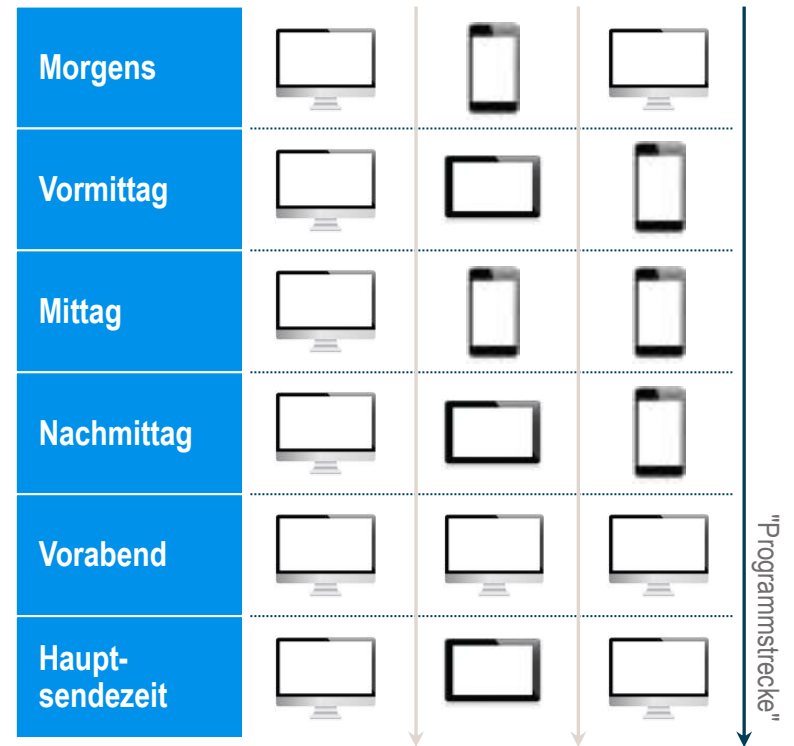 Morgens
Vormittag
Mittag
Nachmittag
Vorabend
Haupt-
sendezeit
"Programmstrecke"